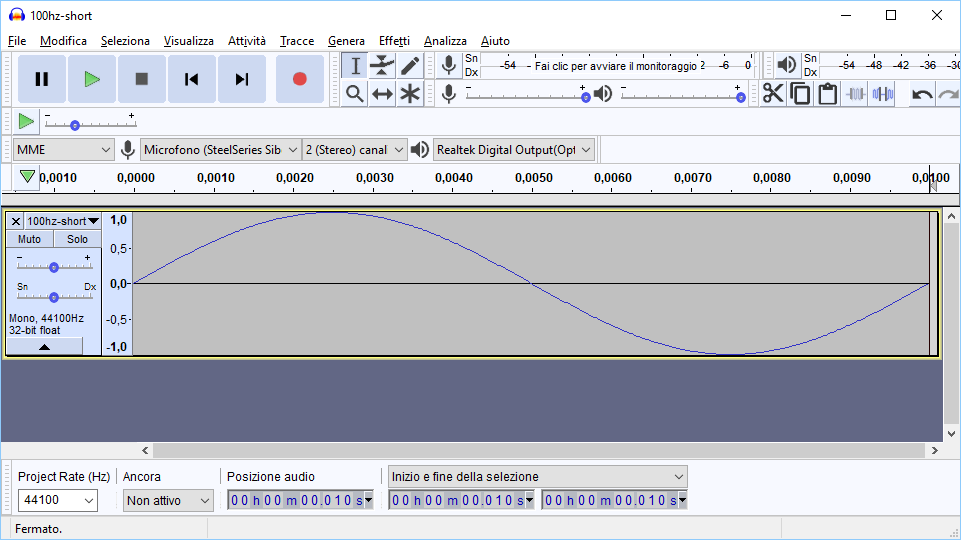 100hz-short
File Modifica Seleziona Visualizza Attività Tracce Genera Effetti Analizza Aiuto
Sn Dx -54 - Fai clic per avviare il monitoraggio 2 -6 0
Sn Dx -54 -48 -42 -36 -30
- +
- +
- +
MME Microfono (SteelSeries Sib 2 (Stereo) canal Realtek Digital Output(Opt
0,0010 0,0000 0,0010 0,0020 0,0030 0,0040 0,0050 0,0060 0,0070 0,0080 0,0090 0,0100
100hz-short
Muto Solo
- +
Sn Dx
Mono, 44100Hz
32-bit float
1,0
0,5-
0,0-
-0,5-
-1,0
Project Rate (Hz) Ancora Posizione audio Inizio e fine della selezione
44100 Non attivo 00 h 00 m 00.010 s 00 h 00 m 00.010 s 00 h 00 m 00.010 s
Fermato.